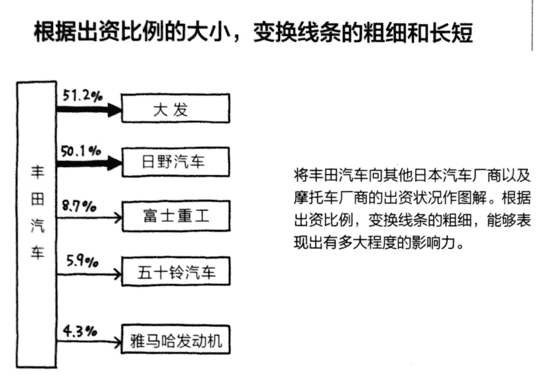 根据出资比例的大小，变换线条的粗细和长短
丰田汽车
51.2%
大发
50.1%
日野汽车
8.7%
富士重工
5.9%
五十铃汽车
4.3%
雅马哈发动机
将丰田汽车向其他日本汽车厂商以及
摩托车厂商的出资状况作图解。根据
出资比例，变换线条的粗细，能够表
现出有多大程度的影响力。